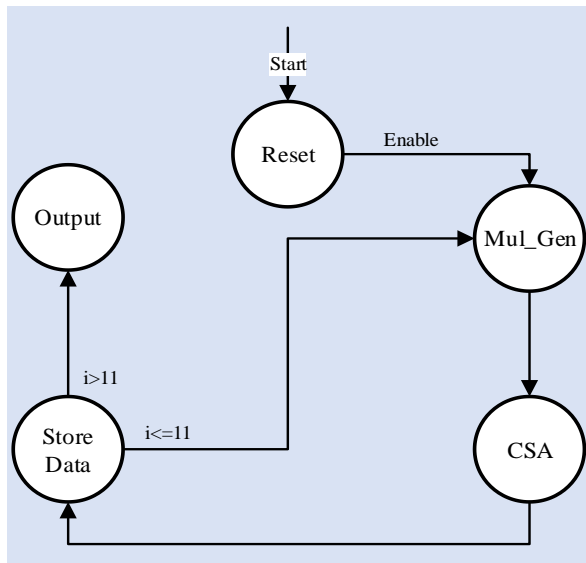 Start
Reset
Enable
Output
Mul_Gen
i>11
i<=11
Store
Data
CSA